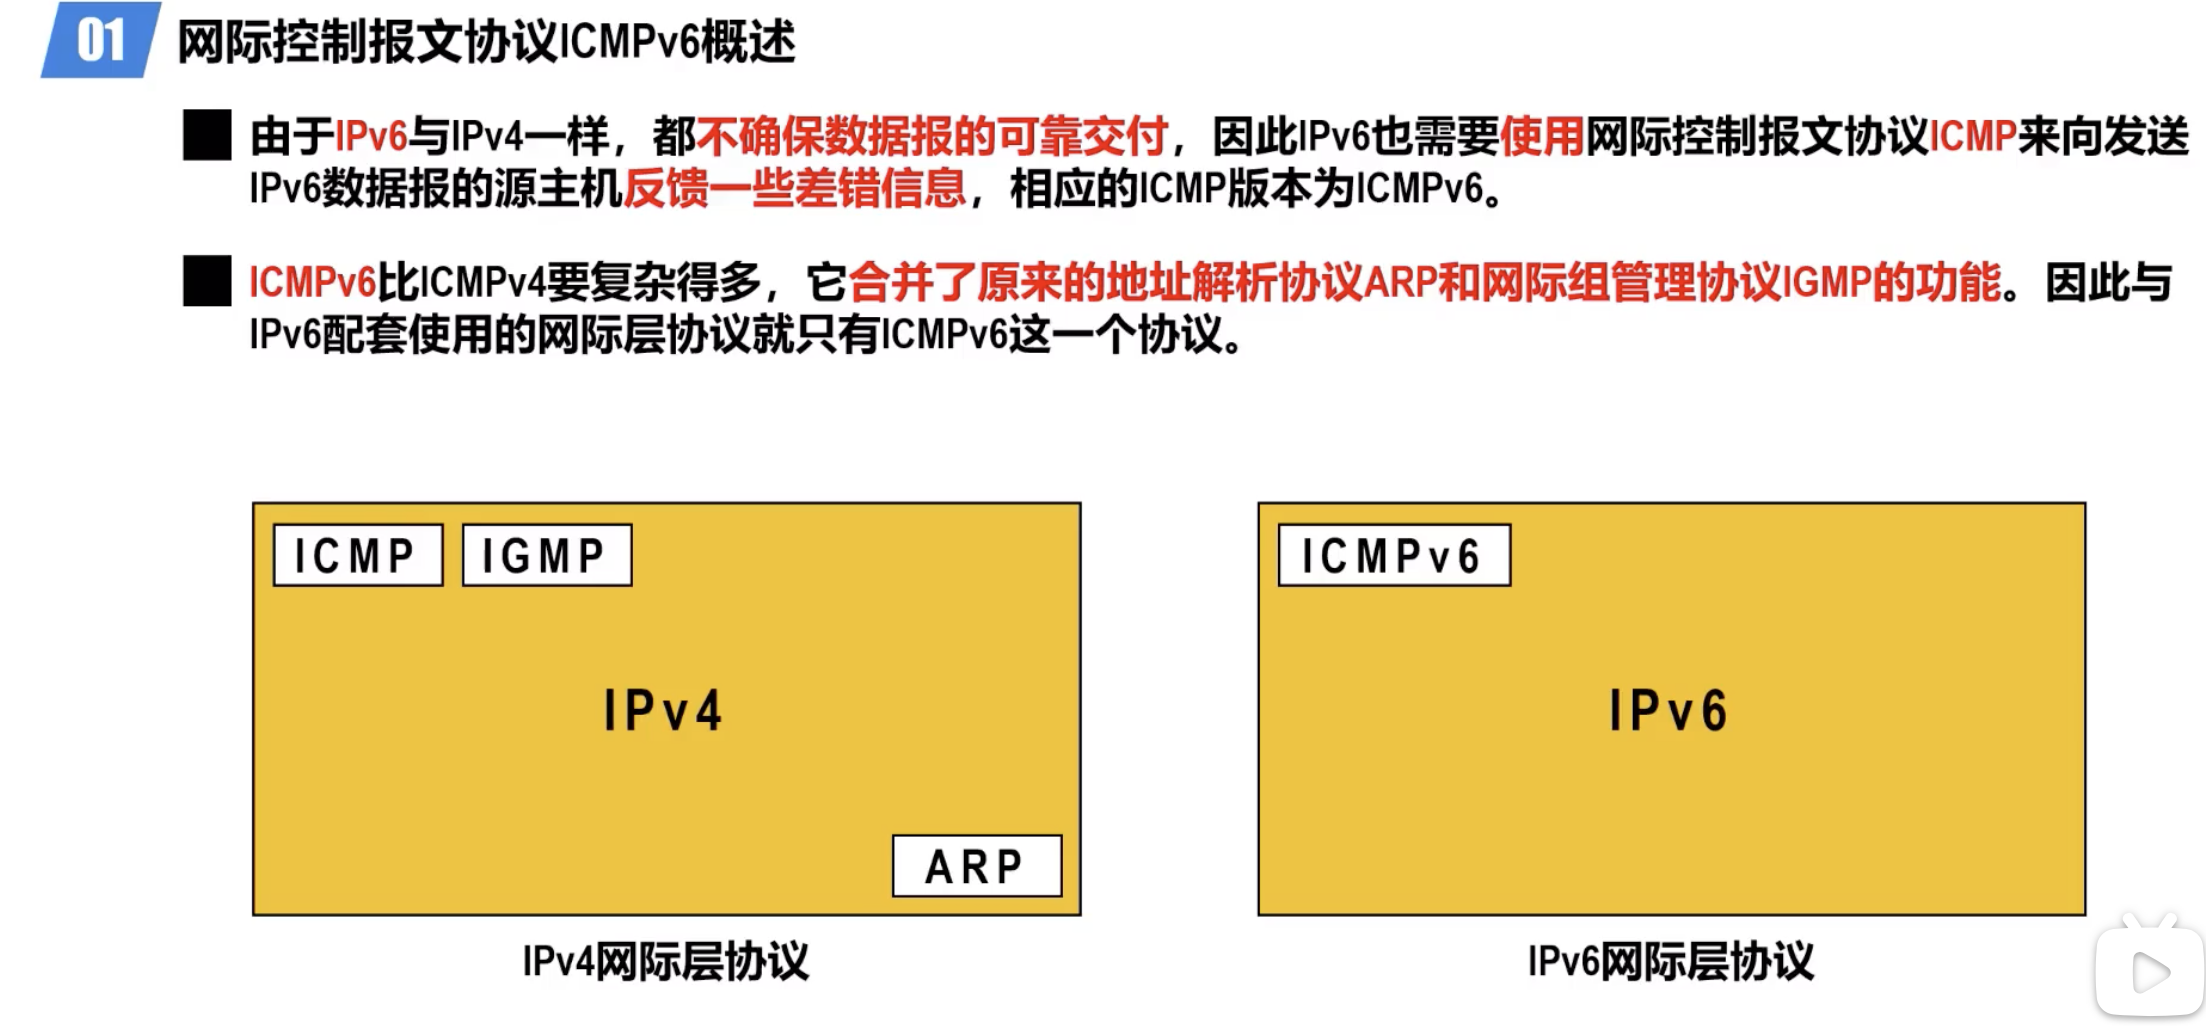 01 网际控制报文协议ICMPv6概述
由于IPv6与IPv4一样，都不确保数据报的可靠交付，因此IPv6也需要使用网际控制报文协议ICMP来向发送
IPv6数据报的源主机反馈一些差错信息，相应的ICMP版本为ICMPv6。
ICMPv6比ICMPv4要复杂得多，它合并了原来的地址解析协议ARP和网际组管理协议IGMP的功能。因此与
IPv6配套使用的网际层协议就只有ICMPv6这一个协议。
ICMP
IGMP
IPv4
ARP
IPv4网际层协议
ICMPv6
IPv6
IPv6网际层协议